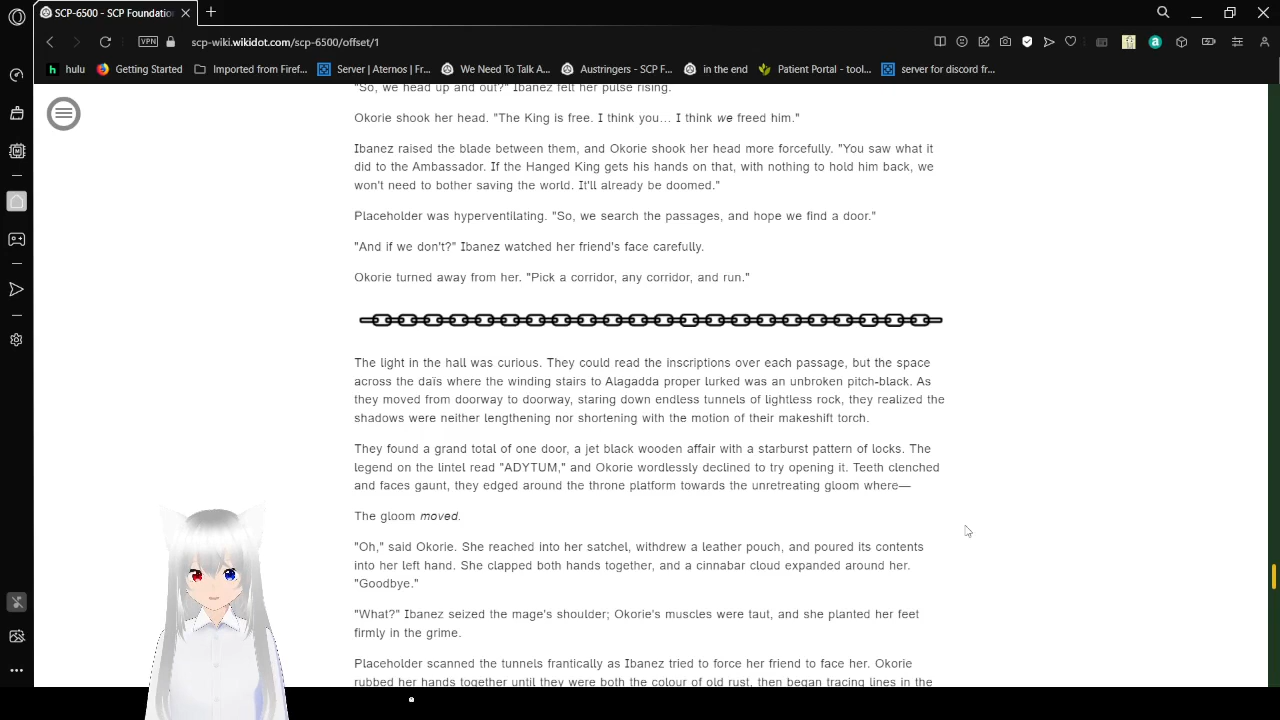 SCP-6500 - SCP Foundatio
scp-wiki.wikidot.com/scp-6500/offset/1
VPN
hulu
Getting Started
Imported from Firef...
Server | Aternos | Fr...
We Need To Talk A...
Austringers - SCP F...
in the end
Patient Portal - tool...
server for discord fr...
"So, we head up and out?" Ibanez felt her pulse rising.
Okorie shook her head. "The King is free. I think you… I think we freed him."
Ibanez raised the blade between them, and Okorie shook her head more forcefully. "You saw what it
did to the Ambassador. If the Hanged King gets his hands on that, with nothing to hold him back, we
won't need to bother saving the world. It'll already be doomed."
Placeholder was hyperventilating. "So, we search the passages, and hope we find a door."
"And if we don't?" Ibanez watched her friend's face carefully.
Okorie turned away from her. "Pick a corridor, any corridor, and run."
The light in the hall was curious. They could read the inscriptions over each passage, but the space
across the daïs where the winding stairs to Alagadda proper lurked was an unbroken pitch-black. As
they moved from doorway to doorway, staring down endless tunnels of lightless rock, they realized the
shadows were neither lengthening nor shortening with the motion of their makeshift torch.
They found a grand total of one door, a jet black wooden affair with a starburst pattern of locks. The
legend on the lintel read "ADYTUM," and Okorie wordlessly declined to try opening it. Teeth clenched
and faces gaunt, they edged around the throne platform towards the unretreating gloom where—
The gloom moved.
"Oh," said Okorie. She reached into her satchel, withdrew a leather pouch, and poured its contents
into her left hand. She clapped both hands together, and a cinnabar cloud expanded around her.
"Goodbye."
"What?" Ibanez seized the mage's shoulder; Okorie's muscles were taut, and she planted her feet
firmly in the grime.
Placeholder scanned the tunnels frantically as Ibanez tried to force her friend to face her. Okorie
rubbed her hands together until they were both the colour of old rust, then began tracing lines in the